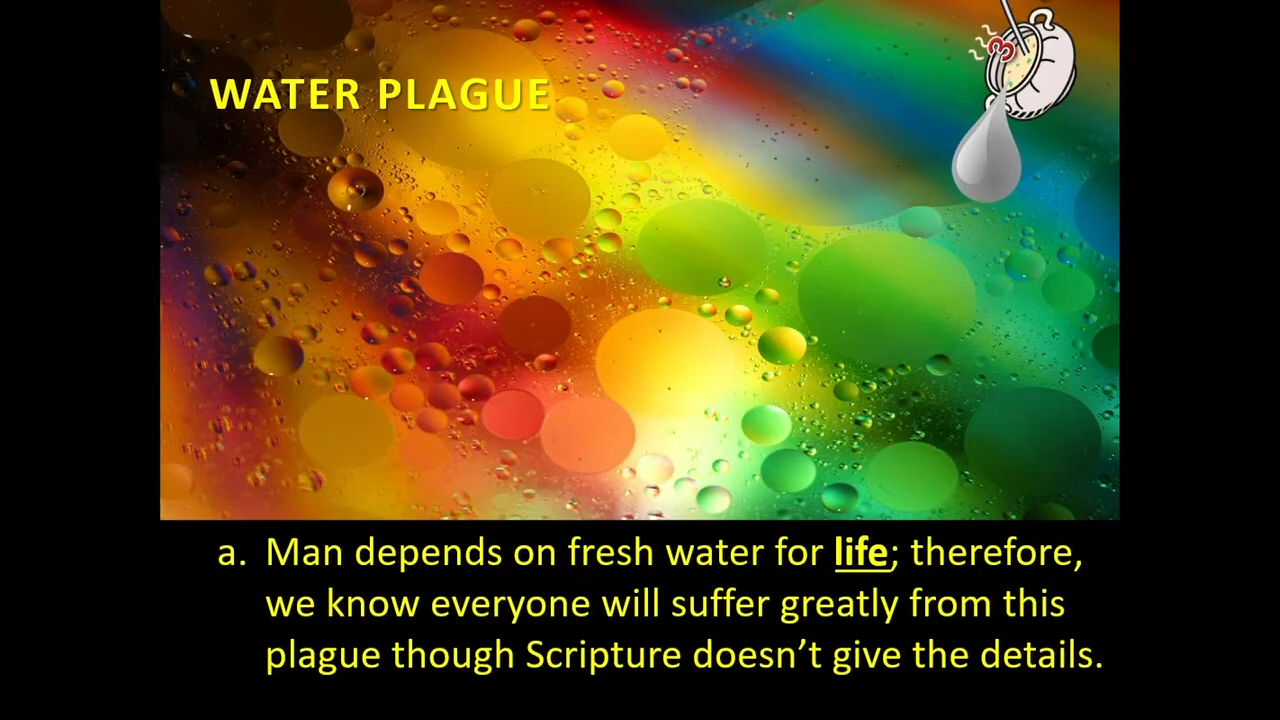 WATER PLAGUE
3
a. Man depends on fresh water for life; therefore,
we know everyone will suffer greatly from this
plague though Scripture doesn’t give the details.